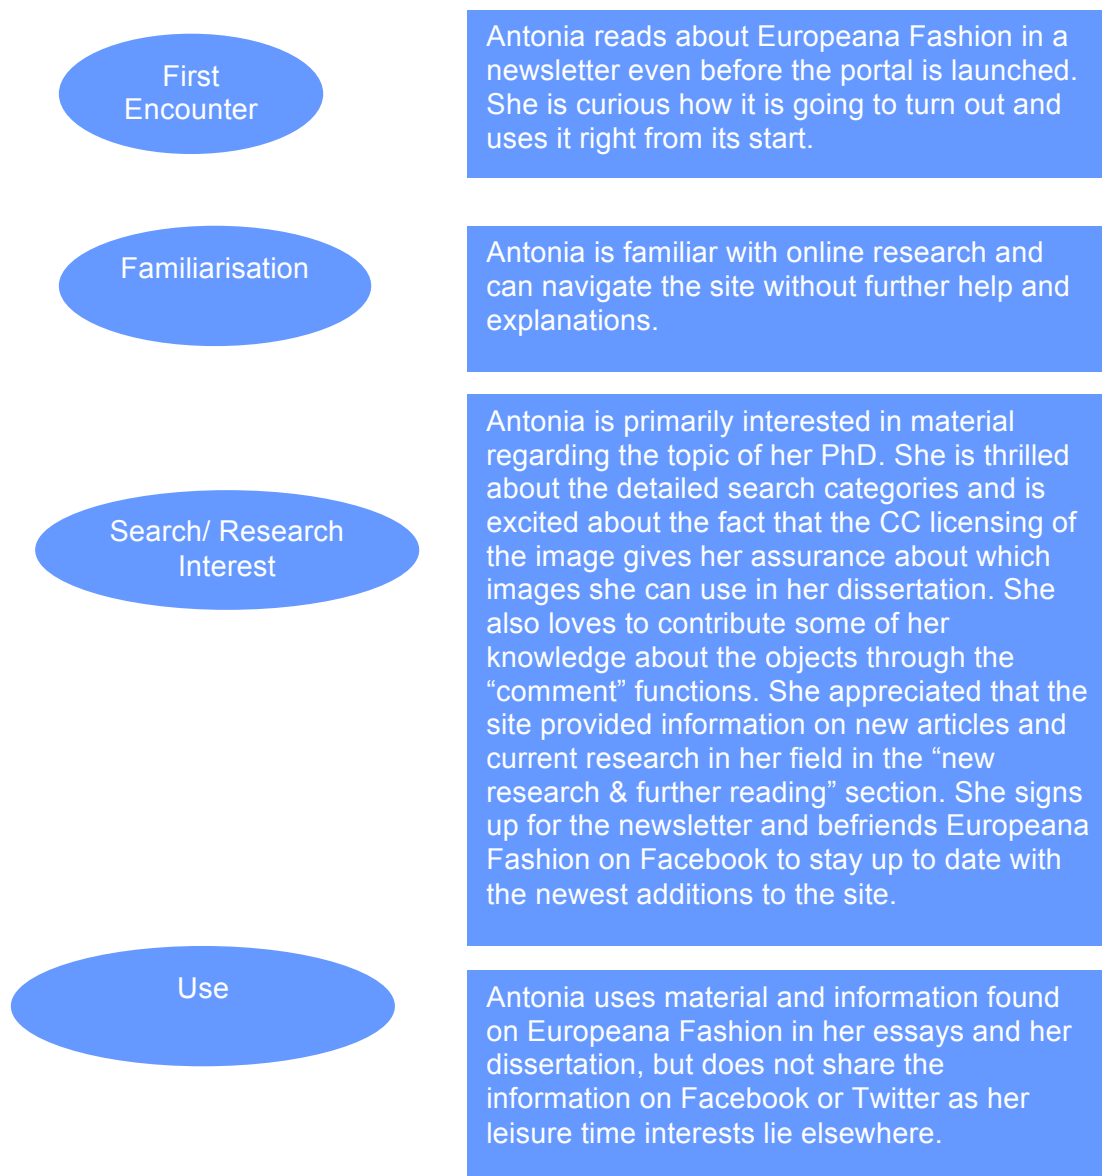 First
Encounter
Antonia reads about Europeana Fashion in a
newsletter even before the portal is launched.
She is curious how it is going to turn out and
uses it right from its start.
Familiarisation
Antonia is familiar with online research and
can navigate the site without further help and
explanations.
Search/ Research
Interest
Antonia is primarily interested in material
regarding the topic of her PhD. She is thrilled
about the detailed search categories and is
excited about the fact that the CC licensing of
the image gives her assurance about which
images she can use in her dissertation. She
also loves to contribute some of her
knowledge about the objects through the
“comment” functions. She appreciated that the
site provided information on new articles and
current research in her field in the “new
research & further reading” section. She signs
up for the newsletter and befriends Europeana
Fashion on Facebook to stay up to date with
the newest additions to the site.
Use
Antonia uses material and information found
on Europeana Fashion in her essays and her
dissertation, but does not share the
information on Facebook or Twitter as her
leisure time interests lie elsewhere.